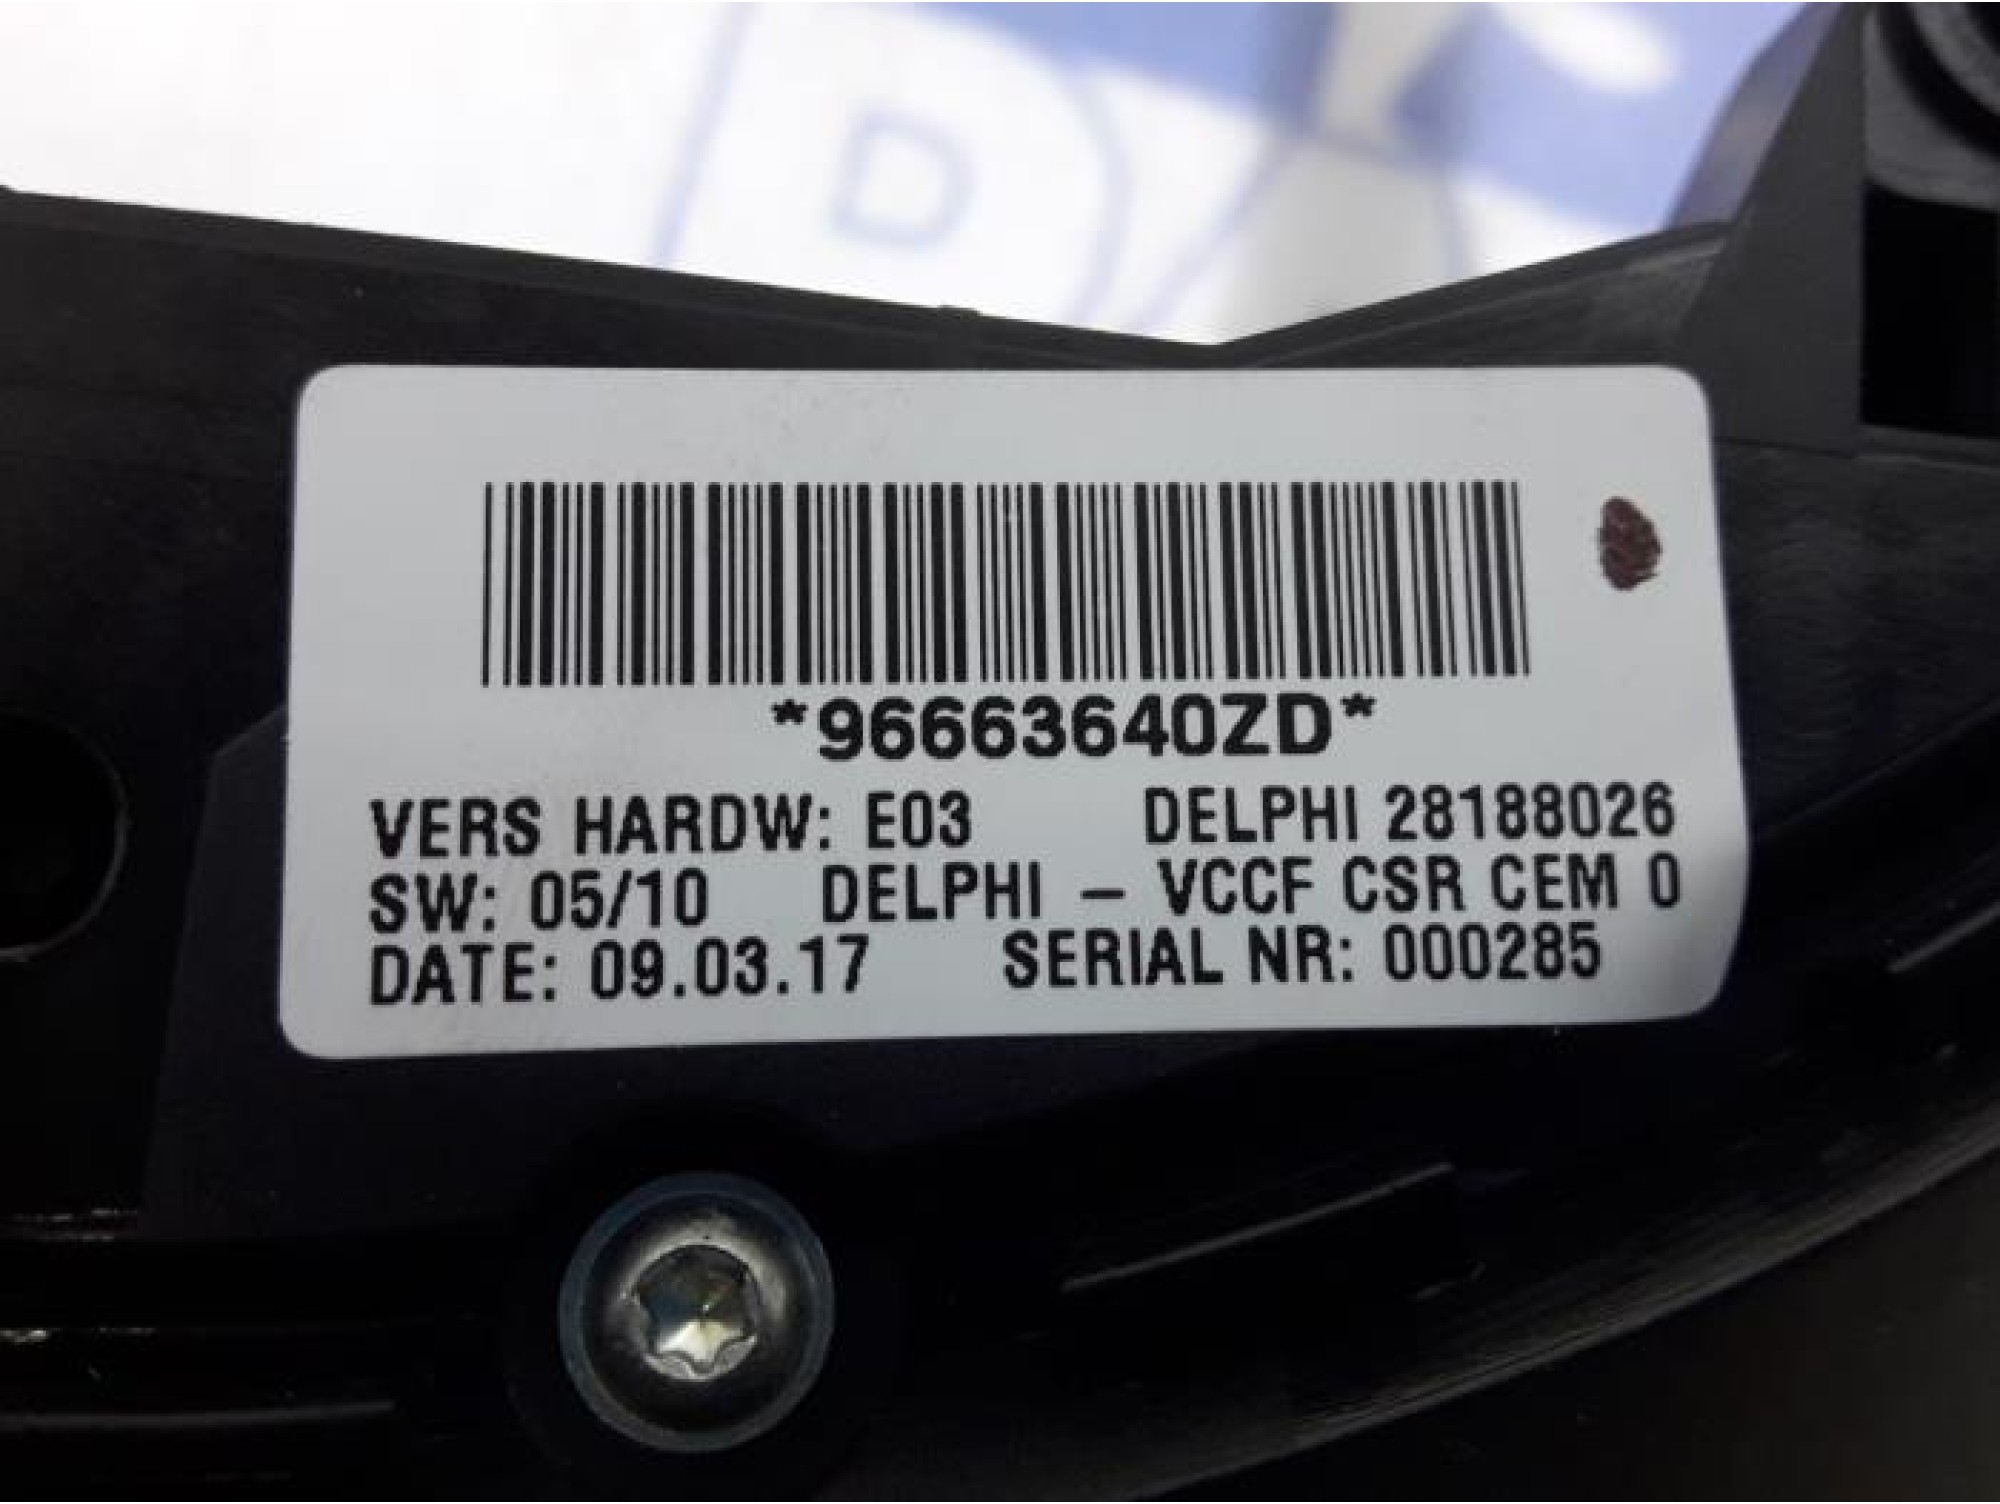 *96663640ZD*
VERS HARDW: E03 DELPHI 28188026
SW: 05/10 DELPHI – VCCF CSR CEM 0
DATE: 09.03.17 SERIAL NR: 000285